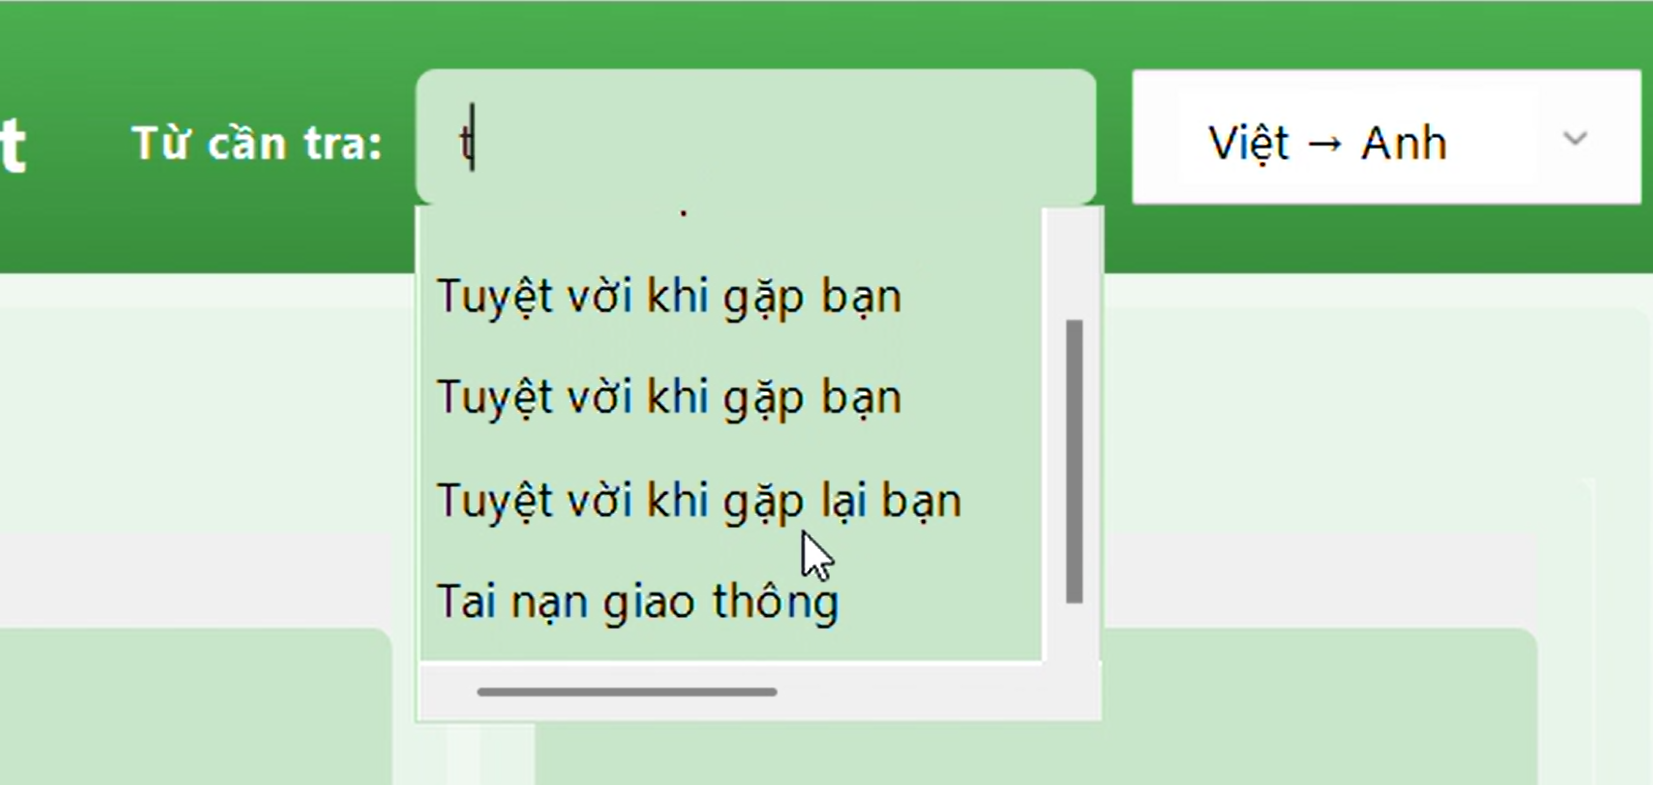 t
Từ cần tra:
t
Việt → Anh
Tuyệt vời khi gặp bạn
Tuyệt vời khi gặp bạn
Tuyệt vời khi gặp lại bạn
Tai nạn giao thông